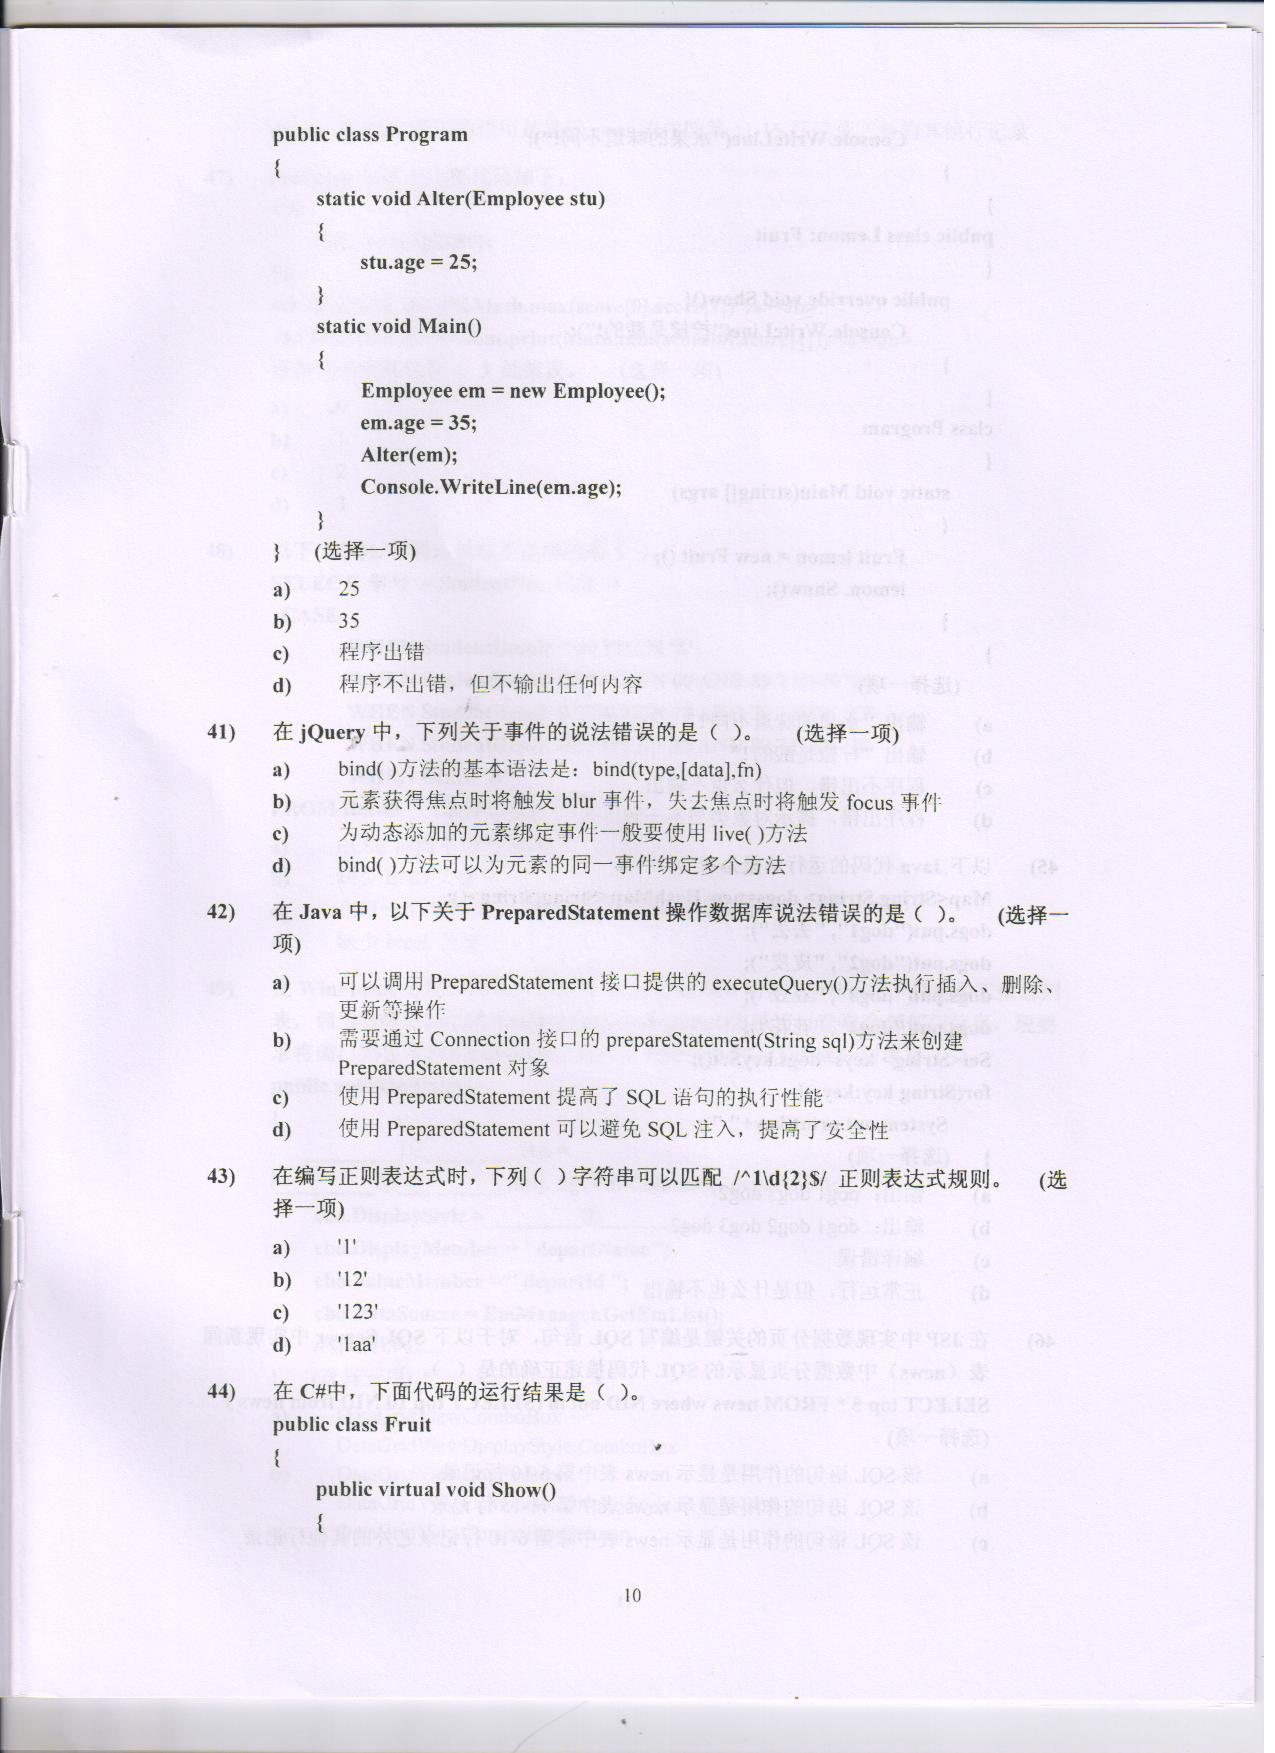 public class Program
{
static void Alter(Employee stu)
{
stu.age = 25;
}
static void Main()
{
Employee em = new Employee();
em.age = 35;
Alter(em);
Console.WriteLine(em.age);
}
} (选择一项)
a) 25
b) 35
c) 程序出错
d) 程序不出错，但不输出任何内容
41) 在 jQuery 中，下列关于事件的说法错误的是（ ）。 (选择一项)
a) bind( )方法的基本语法是：bind(type,[data],fn)
b) 元素获得焦点时将触发 blur 事件，失去焦点时将触发 focus 事件
c) 为动态添加的元素绑定事件一般要使用 live( )方法
d) bind( )方法可以为元素的同一事件绑定多个方法
42) 在 Java 中，以下关于 PreparedStatement 操作数据库说法错误的是（ ）。 (选择一
项)
a) 可以调用 PreparedStatement 接口提供的 executeQuery()方法执行插入、删除、
更新等操作
b) 需要通过 Connection 接口的 prepareStatement(String sql)方法来创建
PreparedStatement 对象
c) 使用 PreparedStatement 提高了 SQL 语句的执行性能
d) 使用 PreparedStatement 可以避免 SQL 注入，提高了安全性
43) 在编写正则表达式时，下列（ ）字符串可以匹配 /^1\d{2}$/ 正则表达式规则。 (选
择一项)
a) '1'
b) '12'
c) '123'
d) '1aa'
44) 在 C#中，下面代码的运行结果是（ ）。
public class Fruit
{
public virtual void Show()
{
10